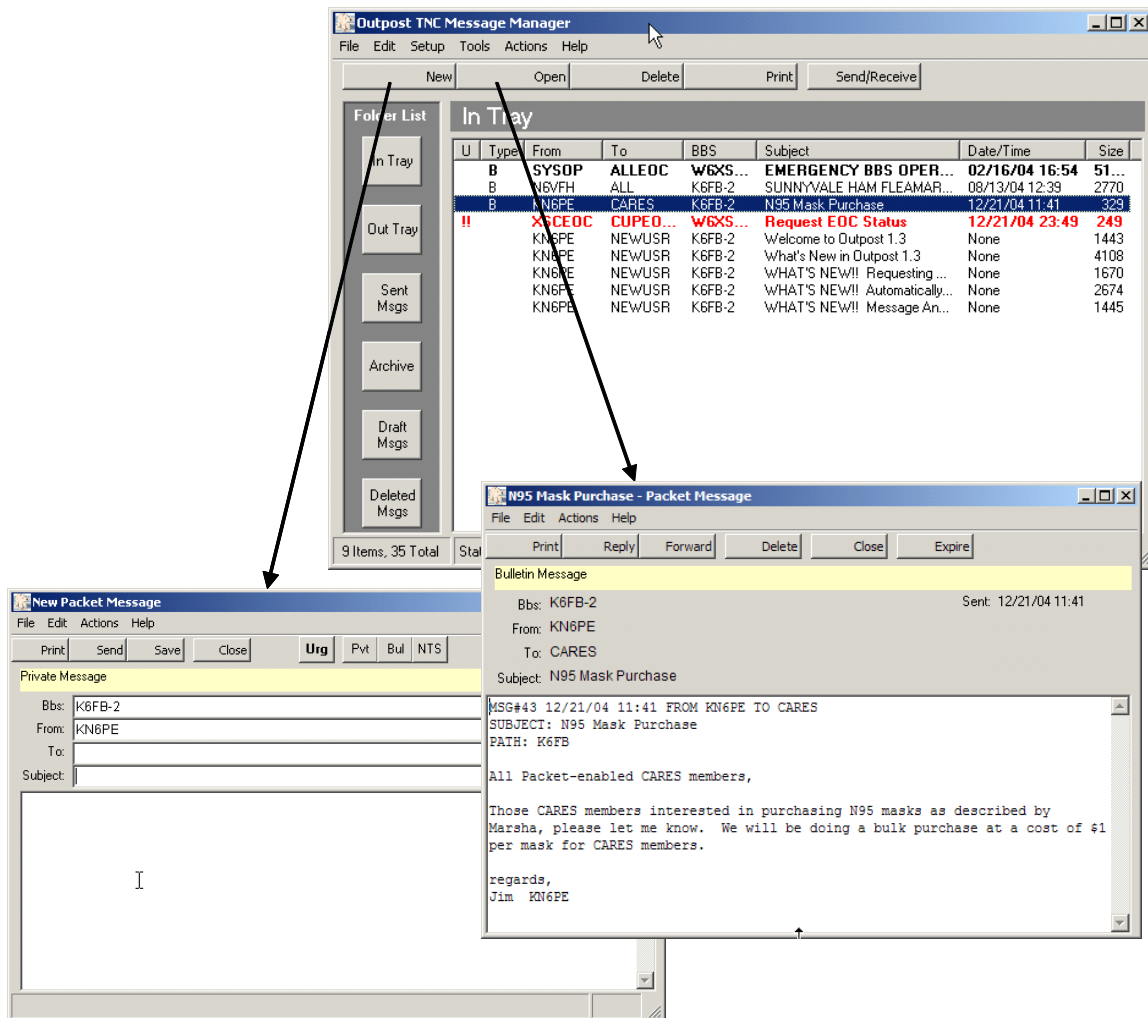 Outpost TNC Message Manager
File Edit Setup Tools Actions Help
New Open Delete Print Send/Receive
Folder List
In Tray
Out Tray
Sent
Msgs
Archive
Draft
Msgs
Deleted
Msgs
In Tray
U Type From To BBS Subject Date/Time Size
B SYSOP ALLEOC W6XS... EMERGENCY BBS OPER... 02/16/04 16:54 51...
B N6VFH ALL K6FB-2 SUNNYVALE HAM FLEAMAR... 08/13/04 12:39 2770
B KN6PE CARES K6FB-2 N95 Mask Purchase 12/21/04 11:41 329
!! XSCEOC CUPEO... W6XS... Request EOC Status 12/21/04 23:49 249
KN6PE NEWUSR K6FB-2 Welcome to Outpost 1.3 None 1443
KN6PE NEWUSR K6FB-2 What's New in Outpost 1.3 None 4108
KN6PE NEWUSR K6FB-2 WHAT'S NEW!! Requesting ... None 1670
KN6PE NEWUSR K6FB-2 WHAT'S NEW!! Automatically... None 2674
KN6PE NEWUSR K6FB-2 WHAT'S NEW!! Message An... None 1445
9 Items, 35 Total
N95 Mask Purchase - Packet Message
File Edit Actions Help
Print Reply Forward Delete Close Expire
Bulletin Message
Bbs: K6FB-2 Sent: 12/21/04 11:41
From: KN6PE
To: CARES
Subject: N95 Mask Purchase
MSG#43 12/21/04 11:41 FROM KN6PE TO CARES
SUBJECT: N95 Mask Purchase
PATH: K6FB
All Packet-enabled CARES members,
Those CARES members interested in purchasing N95 masks as described by
Marsha, please let me know. We will be doing a bulk purchase at a cost of $1
per mask for CARES members.
regards,
Jim KN6PE
New Packet Message
File Edit Actions Help
Print Send Save Close Urg Pvt Bul NTS
Private Message
Bbs: K6FB-2
From: KN6PE
To:
Subject: